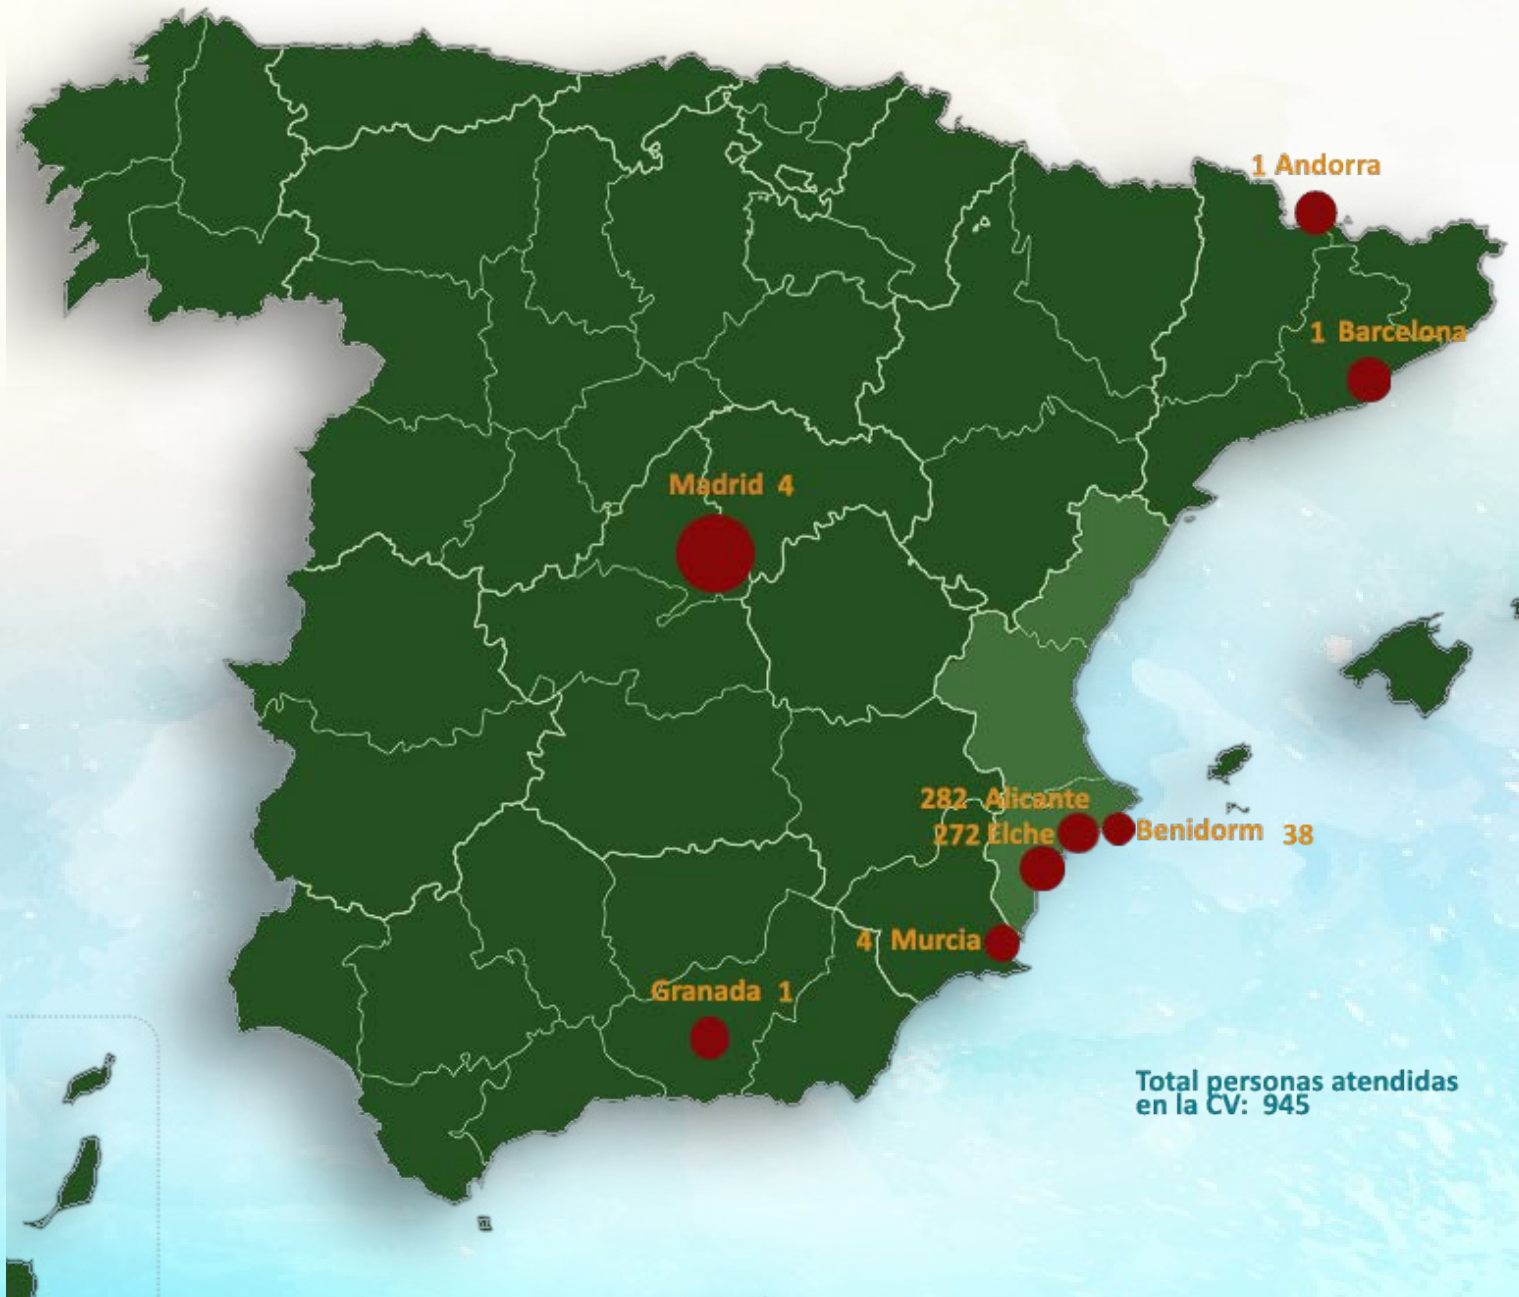 1 Andorra
1 Barcelona
Madrid 4
282 Alicante
272 Elche
Benidorm 38
4 Murcia
Granada 1
Total personas atendidas
en la CV: 945